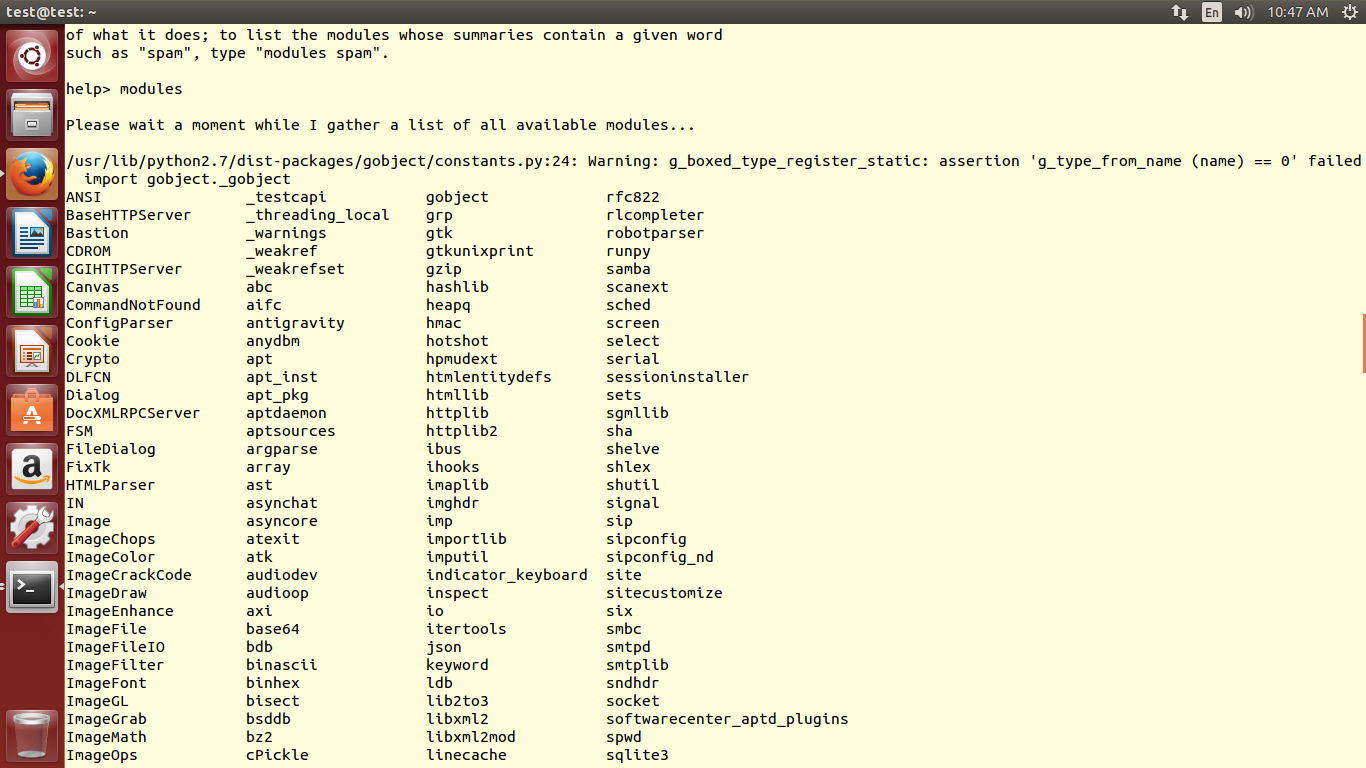 test@test: ~
En
10:47 AM
of what it does; to list the modules whose summaries contain a given word
such as "spam", type "modules spam".
help> modules
Please wait a moment while I gather a list of all available modules...
/usr/lib/python2.7/dist-packages/gobject/constants.py:24: Warning: g_boxed_type_register_static: assertion 'g_type_from_name (name) == 0' failed
  import gobject._gobject
ANSI                _testcapi           gobject             rfc822
BaseHTTPServer      _threading_local    grp                 rlcompleter
Bastion             _warnings           gtk                 robotparser
CDROM               _weakref            gtkunixprint        runpy
CGIHTTPServer       _weakrefset         gzip                samba
Canvas              abc                 hashlib             scanext
CommandNotFound     aifc                heapq               sched
ConfigParser        antigravity         hmac                screen
Cookie              anydbm              hotshot             select
Crypto              apt                 hpmudext            serial
DLFCN               apt_inst            htmlentitydefs      sessioninstaller
Dialog              apt_pkg             htmllib             sets
DocXMLRPCServer     aptdaemon           httplib             sgmllib
FSM                 aptsources          httplib2            sha
FileDialog          argparse            ibus                shelve
FixTk               array               ihooks              shlex
HTMLParser          ast                 imaplib             shutil
IN                  asynchat            imghdr              signal
Image               asyncore            imp                 sip
ImageChops          atexit              importlib           sipconfig
ImageColor          atk                 imputil             sipconfig_nd
ImageCrackCode      audiodev            indicator_keyboard  site
ImageDraw           audioop             inspect             sitecustomize
ImageEnhance        axi                 io                  six
ImageFile           base64              itertools           smbc
ImageFileIO         bdb                 json                smtpd
ImageFilter         binascii            keyword             smtplib
ImageFont           binhex              ldb                 sndhdr
ImageGL             bisect              lib2to3             socket
ImageGrab           bsddb               libxml2             softwarecenter_aptd_plugins
ImageMath           bz2                 libxml2mod          spwd
ImageOps            cPickle             linecache           sqlite3